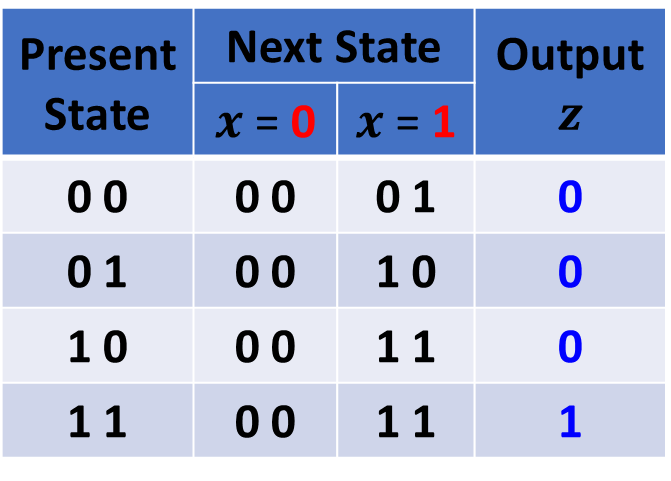 Present State Next State Output z
x = 0 x = 1
0 0 0 0 0 1 0
0 1 0 0 1 0 0
1 0 0 0 1 1 0
1 1 0 0 1 1 1